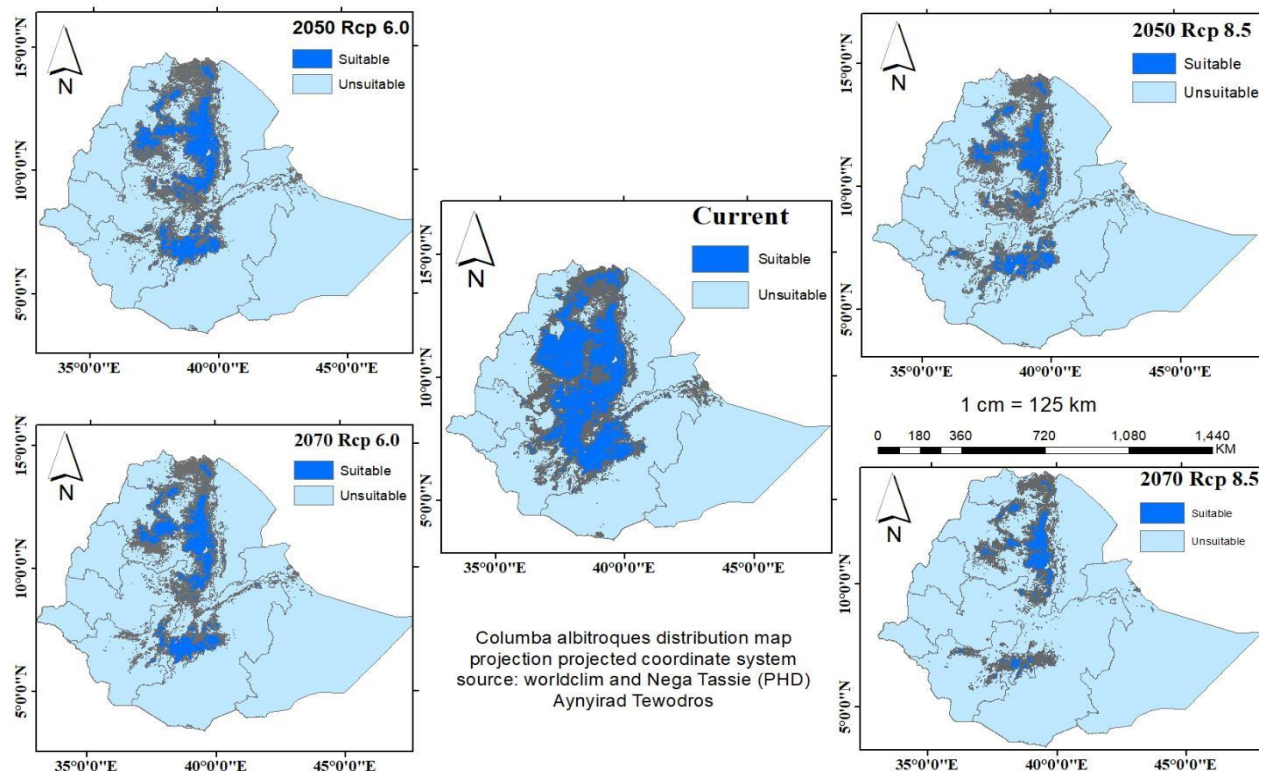 2050 Rcp 6.0
Suitable
Unsuitable
N
15°0'0"N
10°0'0"N
5°0'0"N
35°0'0"E
40°0'0"E
45°0'0"E
2070 Rcp 6.0
Suitable
Unsuitable
N
15°0'0"N
10°0'0"N
5°0'0"N
35°0'0"E
40°0'0"E
45°0'0"E
Current
Suitable
Unsuitable
N
15°0'0"N
10°0'0"N
5°0'0"N
35°0'0"E
40°0'0"E
45°0'0"E
Columba albitroques distribution map
projection projected coordinate system
source: worldclim and Nega Tassie (PHD)
Aynyirad Tewodros
2050 Rcp 8.5
Suitable
Unsuitable
N
15°0'0"N
10°0'0"N
5°0'0"N
35°0'0"E
40°0'0"E
45°0'0"E
1 cm = 125 km
0 180 360 720 1,080 1,440
KM
2070 Rcp 8.5
Suitable
Unsuitable
N
10°0'0"N
5°0'0"N
35°0'0"E
40°0'0"E
45°0'0"E